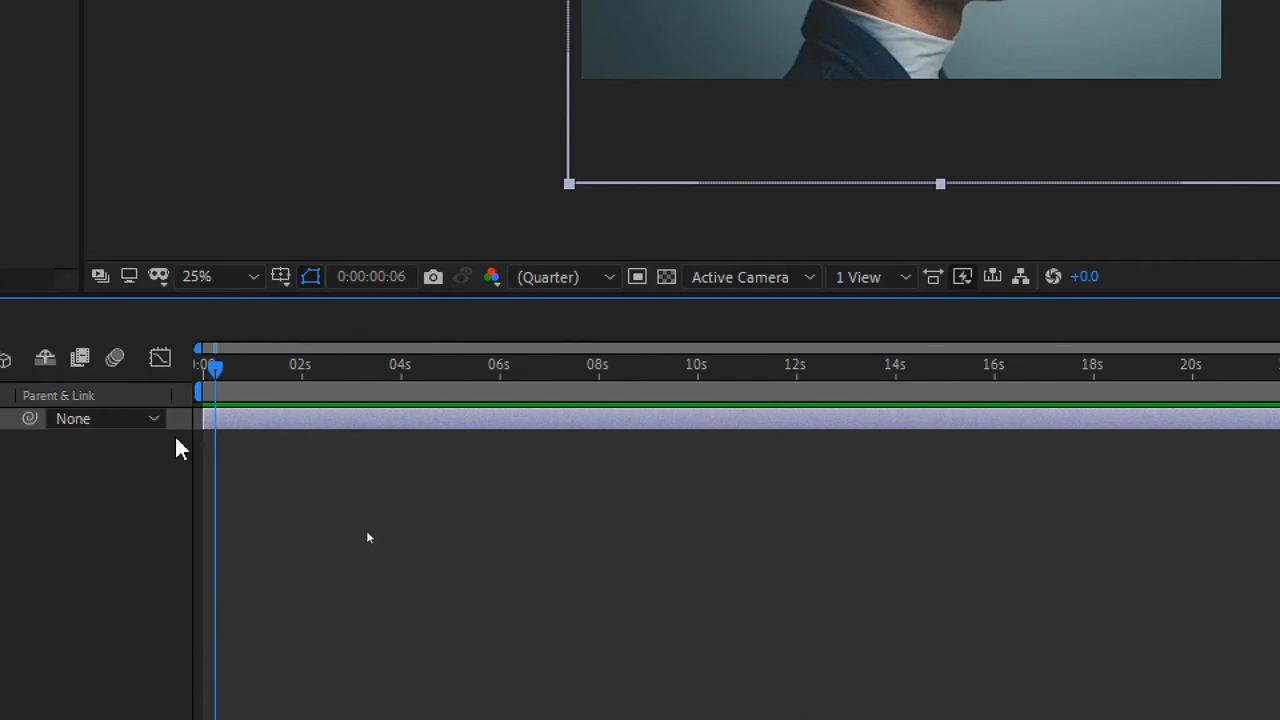 25% 0:00:00:06 (Quarter) Active Camera 1 View +0.0
02s 04s 06s 08s 10s 12s 14s 16s 18s 20s
Parent & Link
None